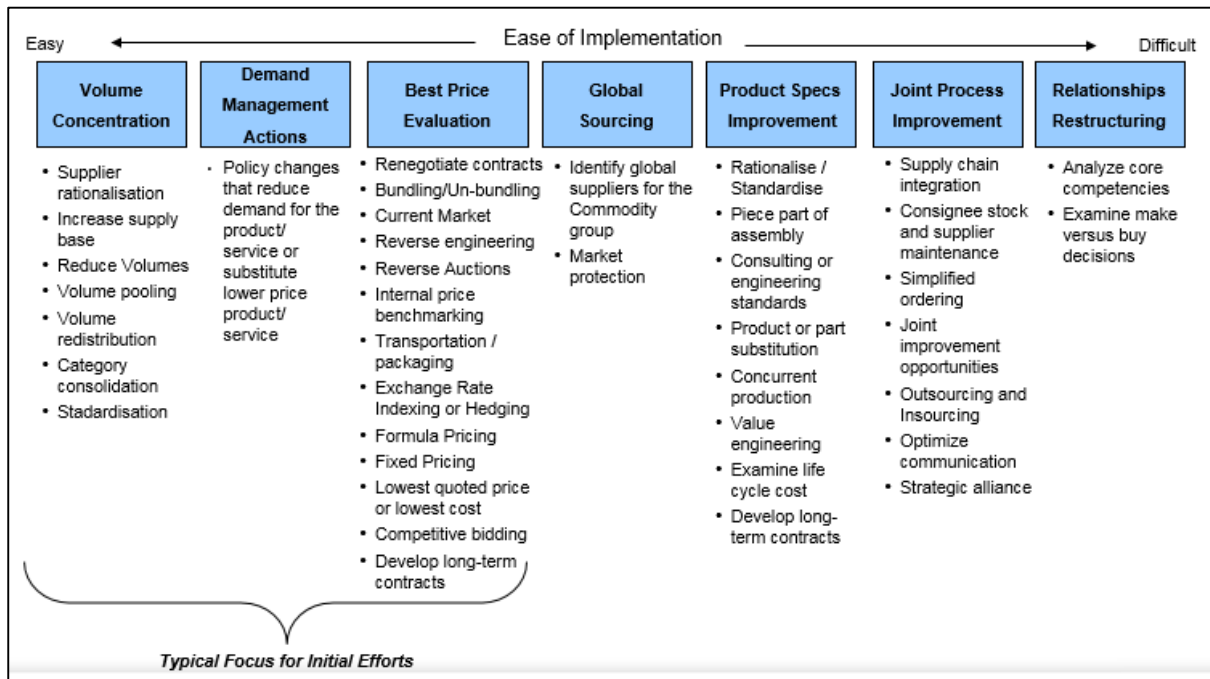 Ease of Implementation
Easy
Difficult
Volume
Concentration
Demand
Management
Actions
Best Price
Evaluation
Global
Sourcing
Product Specs
Improvement
Joint Process
Improvement
Relationships
Restructuring
• Supplier
rationalisation
• Increase supply
base
• Reduce Volumes
• Volume pooling
• Volume
redistribution
• Category
consolidation
• Stadardisation
• Policy changes
that reduce
demand for the
product/
service or
substitute
lower price
product/
service
• Renegotiate contracts
• Bundling/Un-bundling
• Current Market
• Reverse engineering
• Reverse Auctions
• Internal price
benchmarking
• Transportation /
packaging
• Exchange Rate
Indexing or Hedging
• Formula Pricing
• Fixed Pricing
• Lowest quoted price
or lowest cost
• Competitive bidding
• Develop long-term
contracts
• Identify global
suppliers for the
Commodity
group
• Market
protection
• Rationalise /
Standardise
• Piece part of
assembly
• Consulting or
engineering
standards
• Product or part
substitution
• Concurrent
production
• Value
engineering
• Examine life
cycle cost
• Develop long-
term contracts
• Supply chain
integration
• Consignee stock
and supplier
maintenance
• Simplified
ordering
• Joint
improvement
opportunities
• Outsourcing and
Insourcing
• Optimize
communication
• Strategic alliance
• Analyze core
competencies
• Examine make
versus buy
decisions
Typical Focus for Initial Efforts